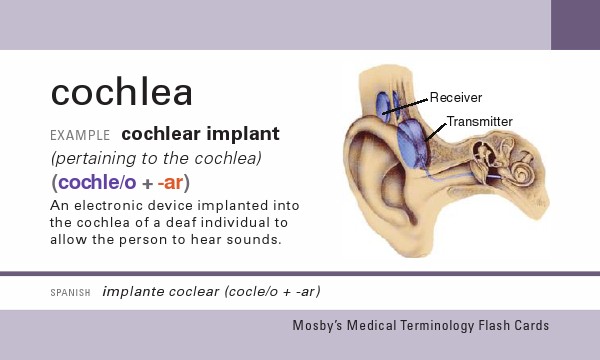 cochlea
Receiver
Transmitter
EXAMPLE cochlear implant
(pertaining to the cochlea)
(cochle/o + -ar)
An electronic device implanted into
the cochlea of a deaf individual to
allow the person to hear sounds.
SPANISH implante coclear (cocle/o + -ar)
Mosby's Medical Terminology Flash Cards